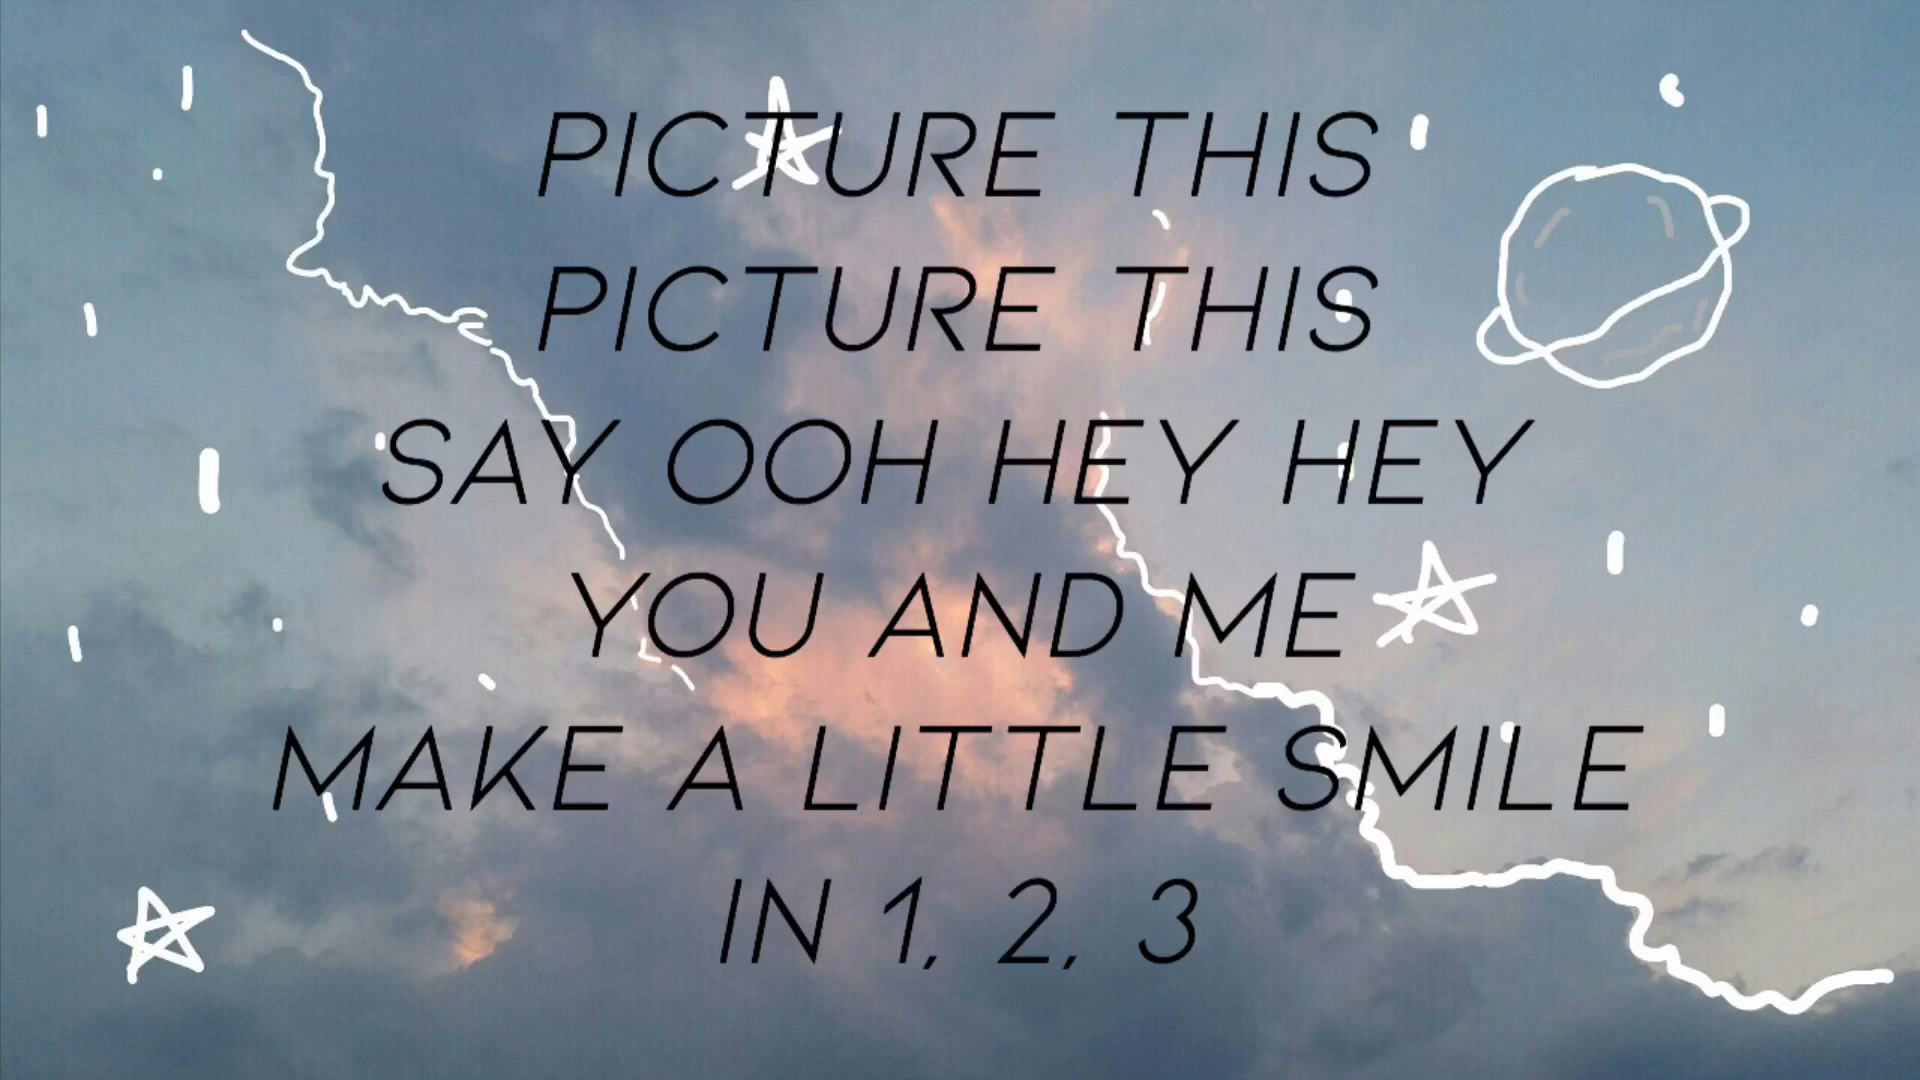 PICTURE THIS
PICTURE THIS
SAY OOH HEY HEY
YOU AND ME
MAKE A LITTLE SMILE
IN 1, 2, 3